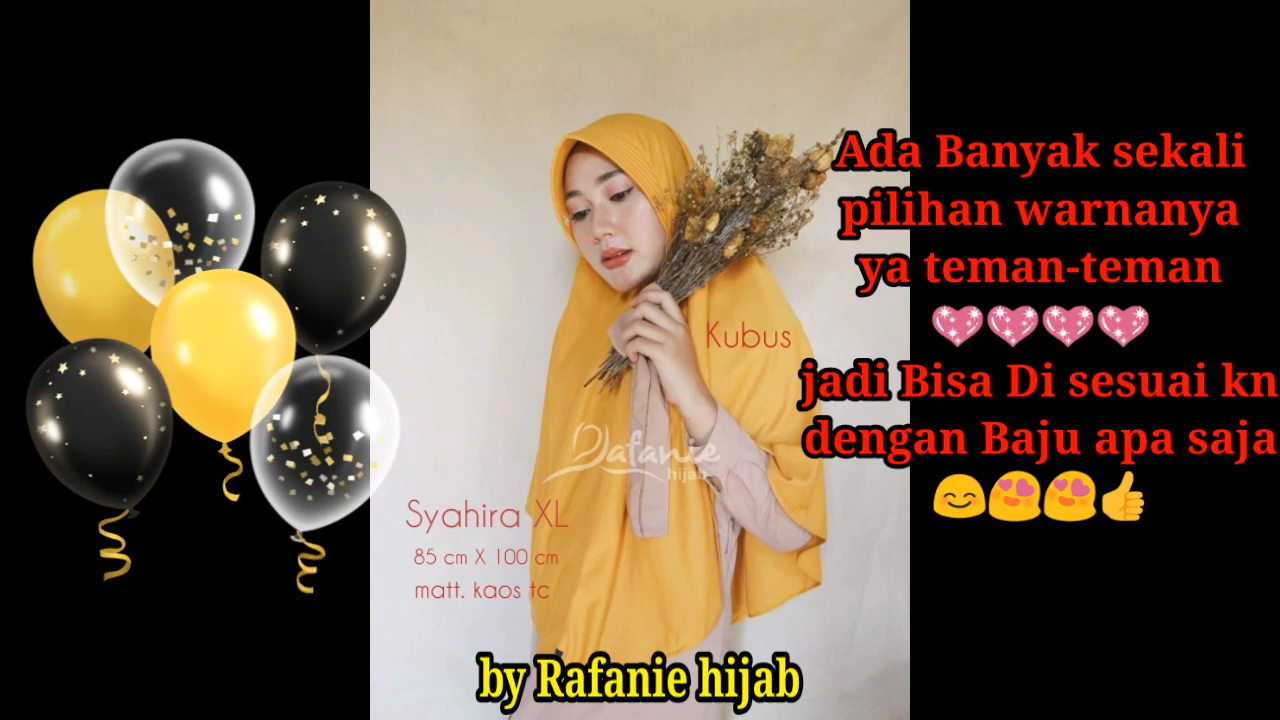 Ada Banyak sekali
pilihan warnanya
ya teman-teman
💖💖💖💖
jadi Bisa Di sesuai kn
dengan Baju apa saja
😊😍😍👍
Kubus
Rafanie
hijab
Syahira XL
85 cm X 100 cm
matt. kaos tc
by Rafanie hijab